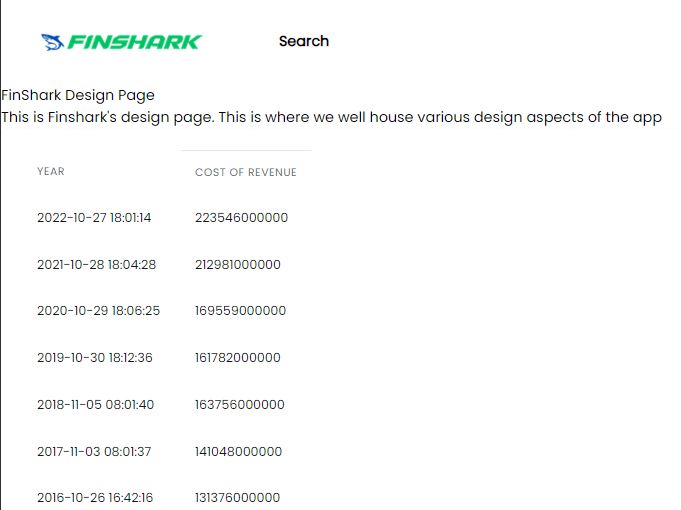 FINSHARK Search
FinShark Design Page
This is Finshark's design page. This is where we well house various design aspects of the app
YEAR COST OF REVENUE
2022-10-27 18:01:14 223546000000
2021-10-28 18:04:28 212981000000
2020-10-29 18:06:25 169559000000
2019-10-30 18:12:36 161782000000
2018-11-05 08:01:40 163756000000
2017-11-03 08:01:37 141048000000
2016-10-26 16:42:16 131376000000